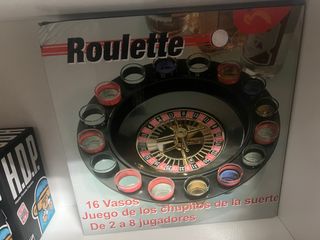 Roulette
16 Vasos
Juego de los chupitos de la suerte
De 2 a 8 jugadores
H.D.P